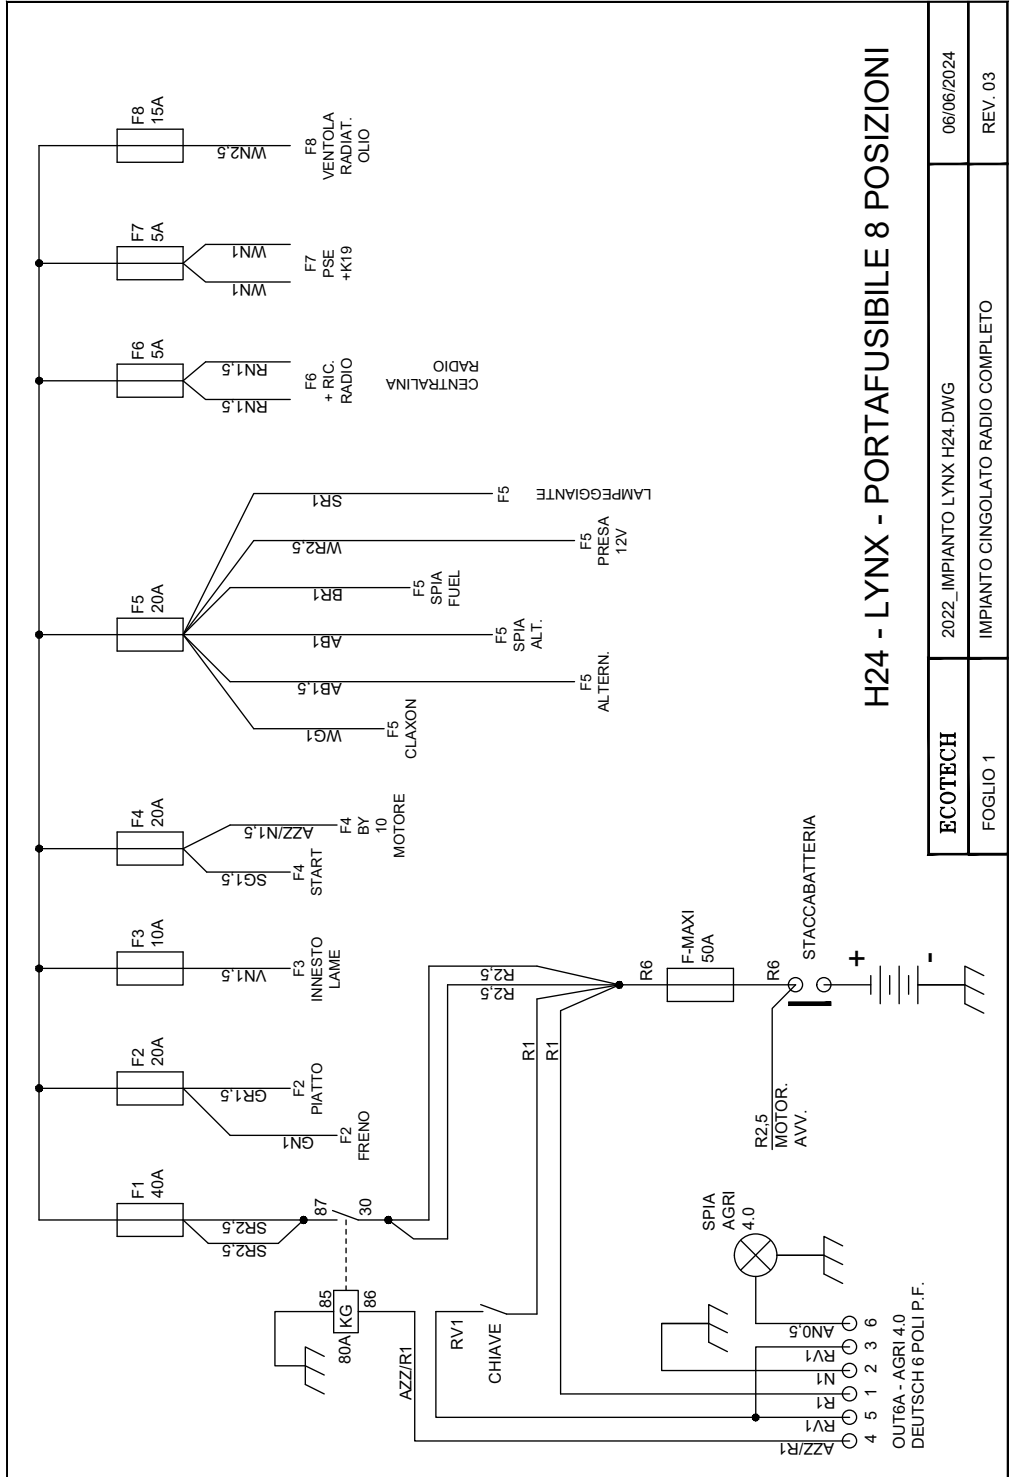 F1
40A
SR2,5
SR2,5
87
30
85
86
KG
80A
AZZ/R1
F2
20A
GR1,5
GN1
F2
PIATTO
F2
FRENO
F3
10A
VN1,5
F3
INNESTO
LAME
F4
20A
SG1,5
AZZ/N1,5
F4
START
F4
BY
10
MOTORE
F5
20A
WG1
AB1,5
AB1
BR1
WR2,5
SR1
F5
CLAXON
F5
ALTERN.
F5
SPIA
ALT.
F5
SPIA
FUEL
F5
PRESA
12V
F5
LAMPEGGIANTE
F6
5A
RN1,5
RN1,5
F6
+ RIC.
RADIO
CENTRALINA
RADIO
F7
5A
WN1
WN1
F7
PSE
+K19
F8
15A
WN2,5
F8
VENTOLA
RADIAT.
OLIO
R2,5
R2,5
R1
R1
R6
F-MAXI
50A
R6
STACCABATTERIA
+
-
R2,5
MOTOR.
AVV.
RV1
CHIAVE
SPIA
AGRI
4.0
AZZ/R1
RV1
R1
N1
RV1
AN0,5
4
5
1
2
3
6
OUT6A - AGRI 4.0
DEUTSCH 6 POLI P.F.
H24 - LYNX - PORTAFUSIBILE 8 POSIZIONI
ECOTECH
2022_IMPIANTO LYNX H24.DWG
06/06/2024
FOGLIO 1
IMPIANTO CINGOLATO RADIO COMPLETO
REV. 03